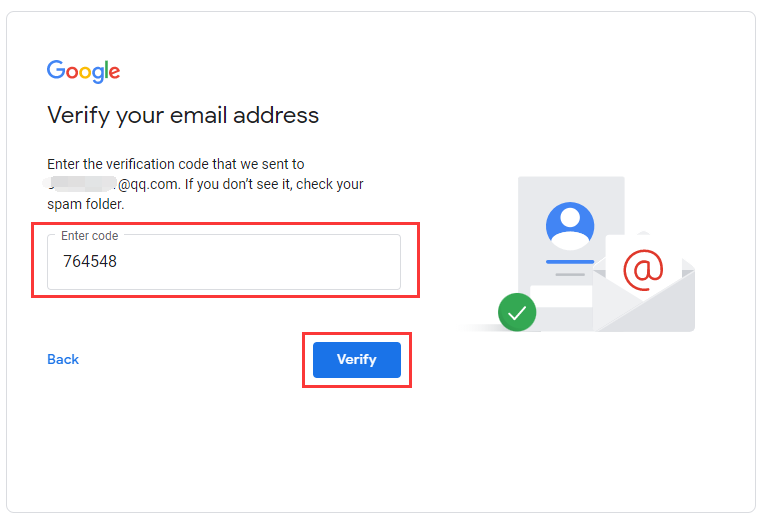 Google
Verify your email address
Enter the verification code that we sent to
@qq.com. If you don't see it, check your
spam folder.
Enter code
764548
Back
Verify
@